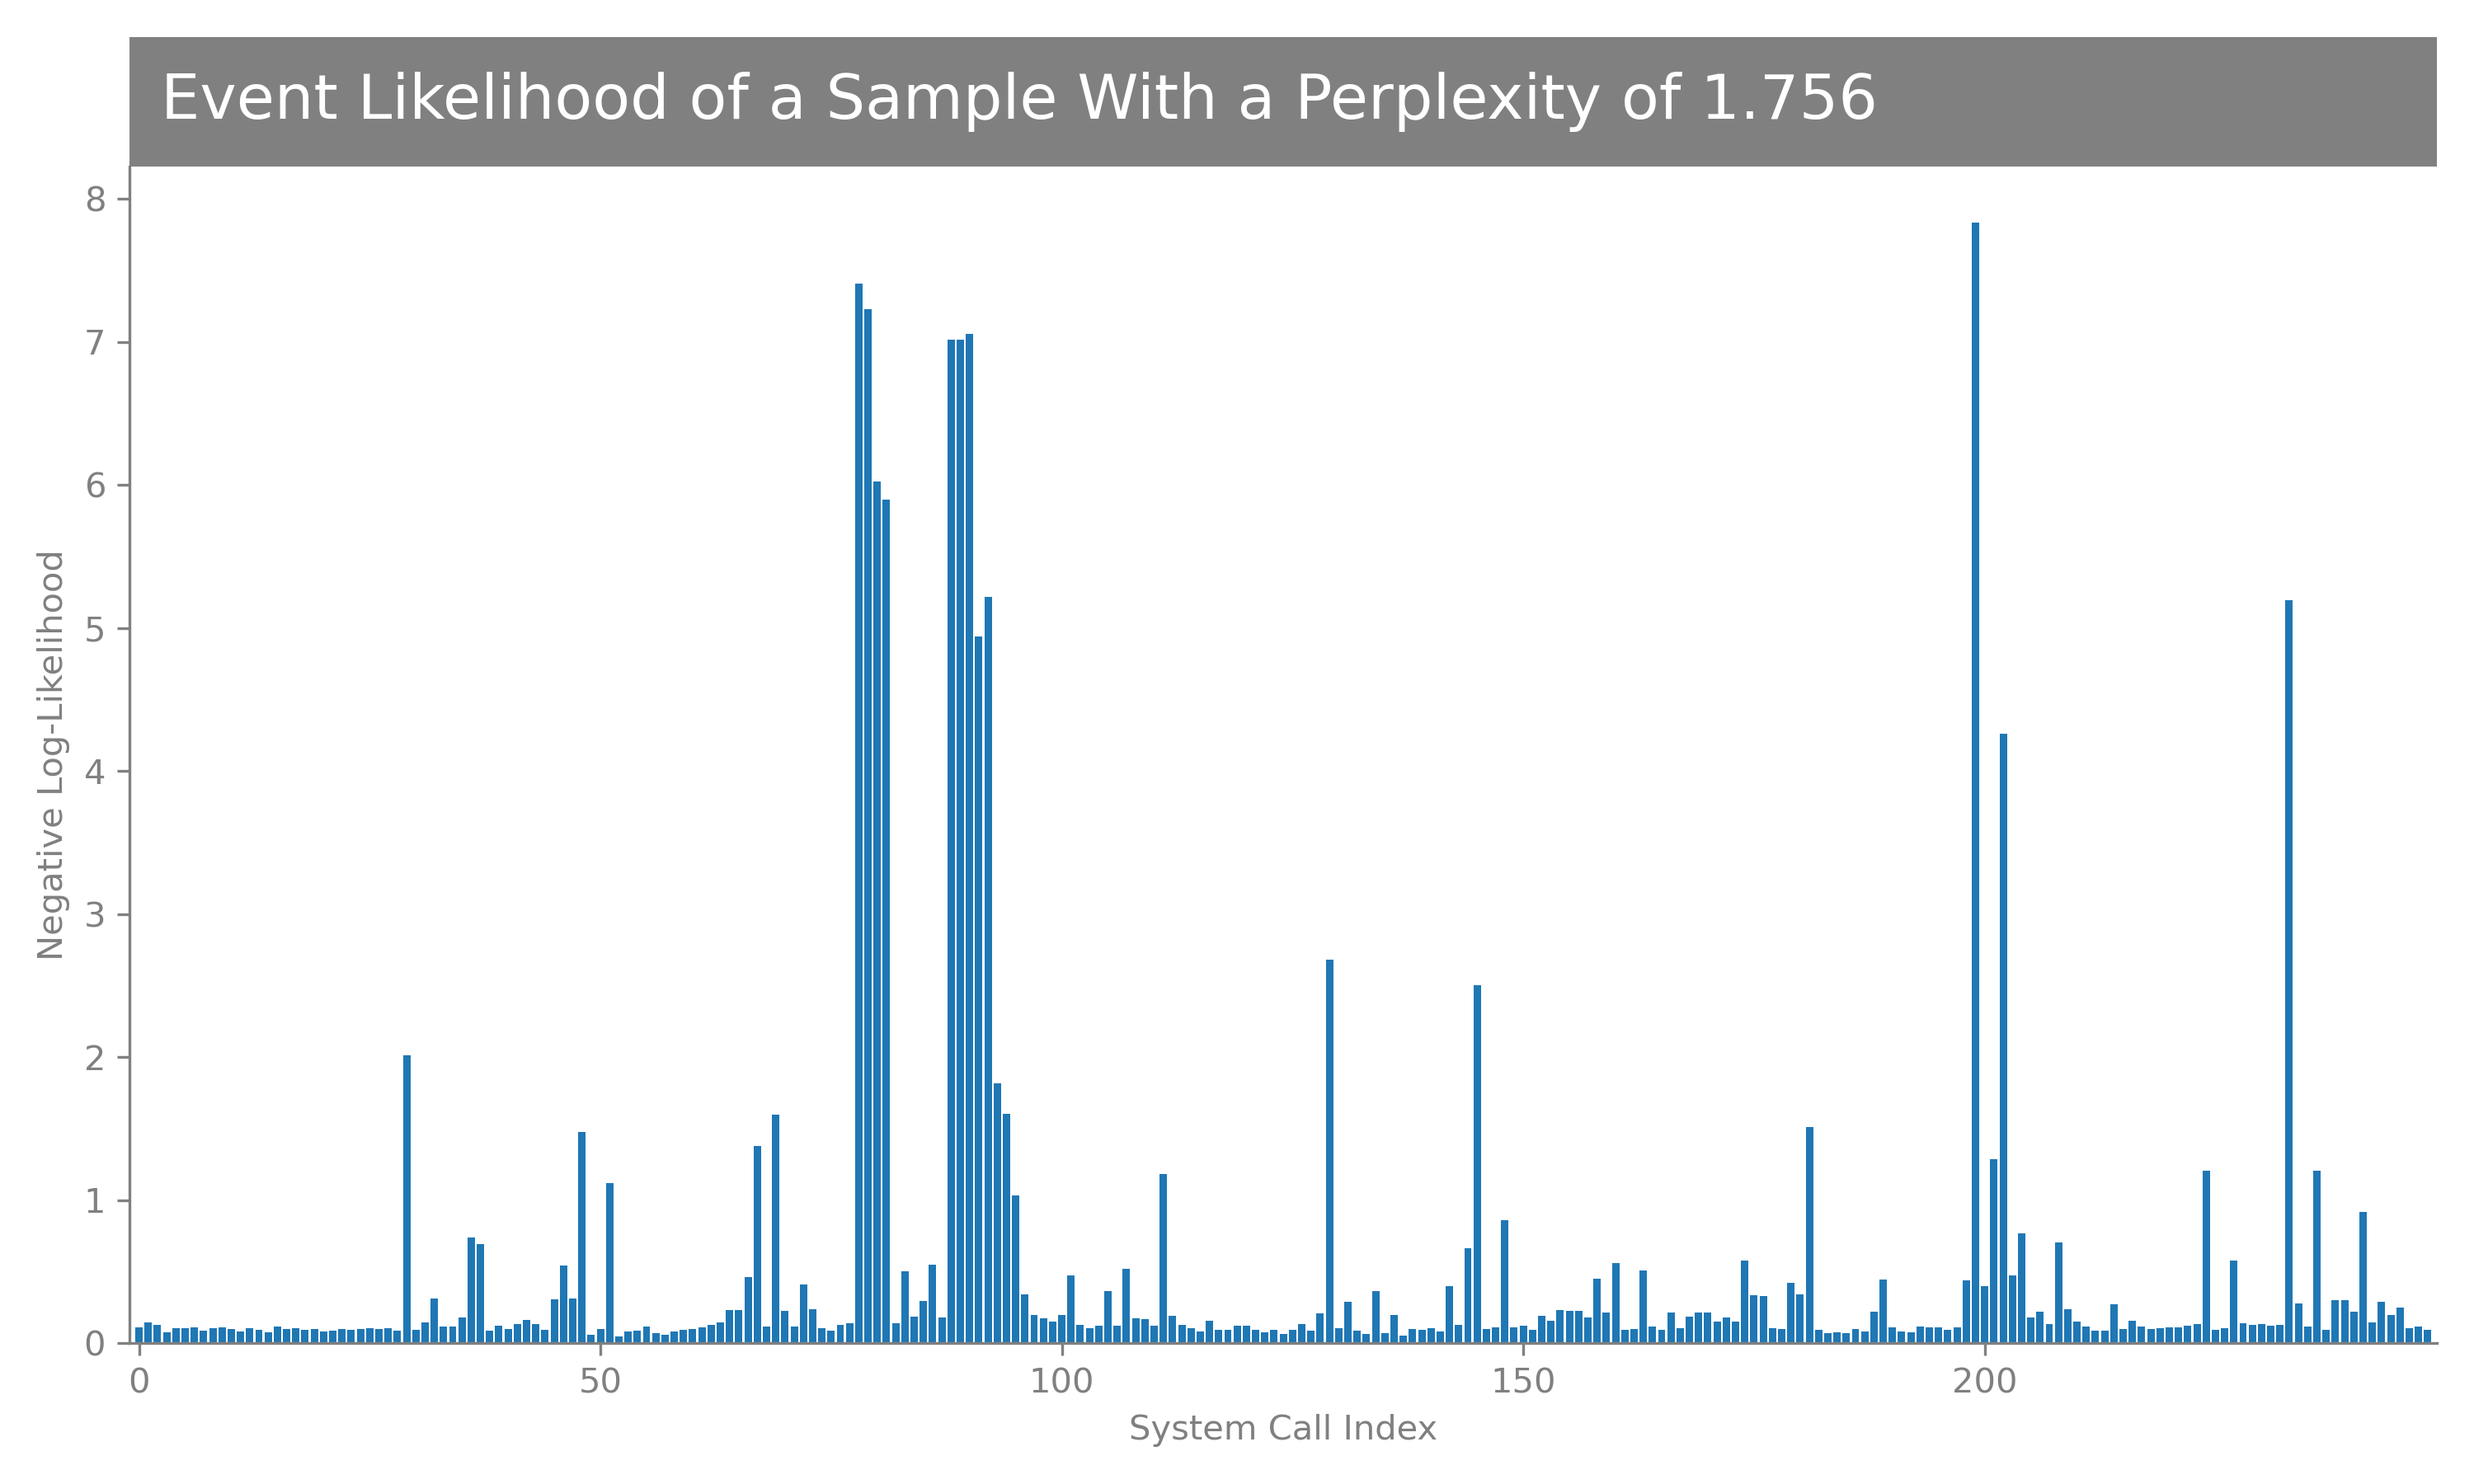 Event Likelihood of a Sample With a Perplexity of 1.756
8
7
6
5
4
3
2
1
0
Negative Log-Likelihood
0 50 100 150 200
System Call Index